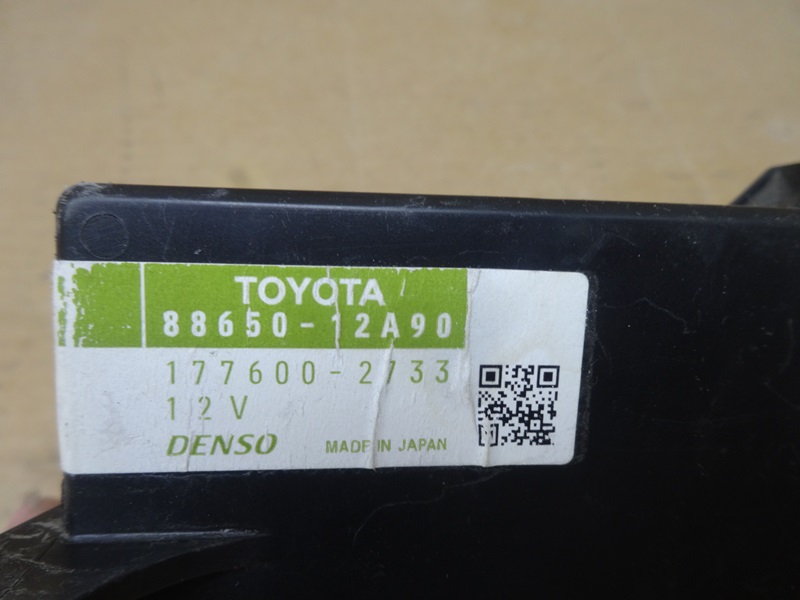 TOYOTA
88650-12A90
177600-2733
12V
DENSO MADE IN JAPAN